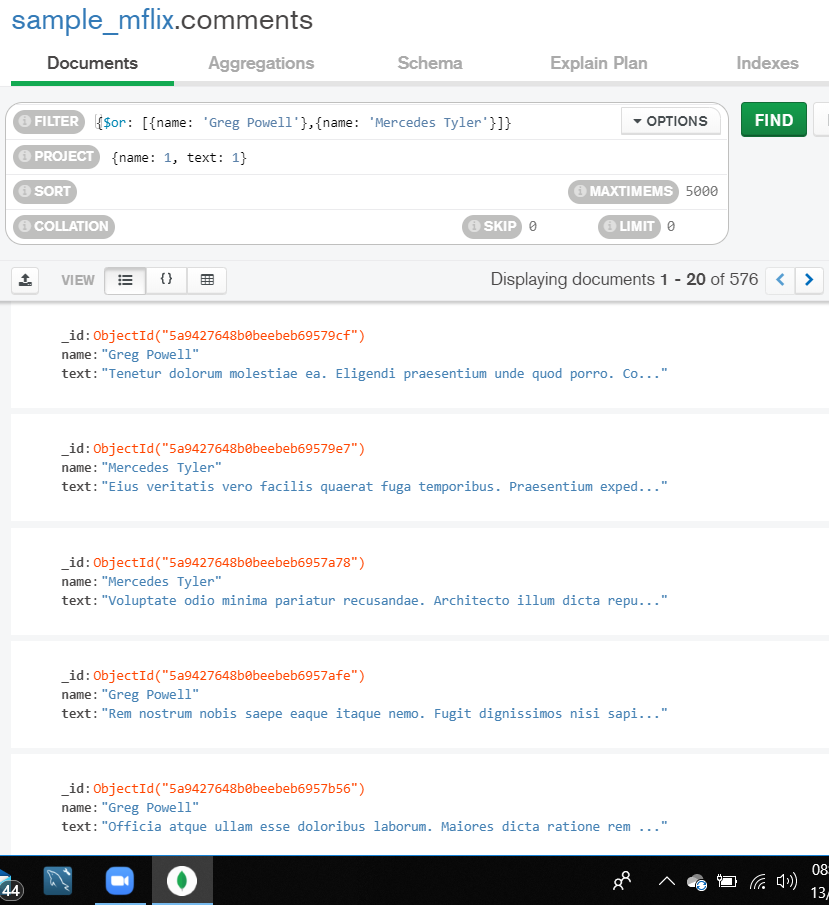 sample_mflix.comments
Documents Aggregations Schema Explain Plan Indexes
FILTER {$or: [{name: 'Greg Powell'},{name: 'Mercedes Tyler'}]} OPTIONS FIND
PROJECT {name: 1, text: 1}
SORT MAXTIMEMS 5000
COLLATION SKIP 0 LIMIT 0
VIEW {} Displaying documents 1 - 20 of 576
_id: ObjectId("5a9427648b0beebeb69579cf")
name: "Greg Powell"
text: "Tenetur dolorum molestiae ea. Eligendi praesentium unde quod porro. Co..."
_id: ObjectId("5a9427648b0beebeb69579e7")
name: "Mercedes Tyler"
text: "Eius veritatis vero facilis quaerat fuga temporibus. Praesentium exped..."
_id: ObjectId("5a9427648b0beebeb6957a78")
name: "Mercedes Tyler"
text: "Voluptate odio minima pariatur recusandae. Architecto illum dicta repu..."
_id: ObjectId("5a9427648b0beebeb6957afe")
name: "Greg Powell"
text: "Rem nostrum nobis saepe eaque itaque nemo. Fugit dignissimos nisi sapi..."
_id: ObjectId("5a9427648b0beebeb6957b56")
name: "Greg Powell"
text: "Officia atque ullam esse doloribus laborum. Maiores dicta ratione rem ..."
44
08
13/